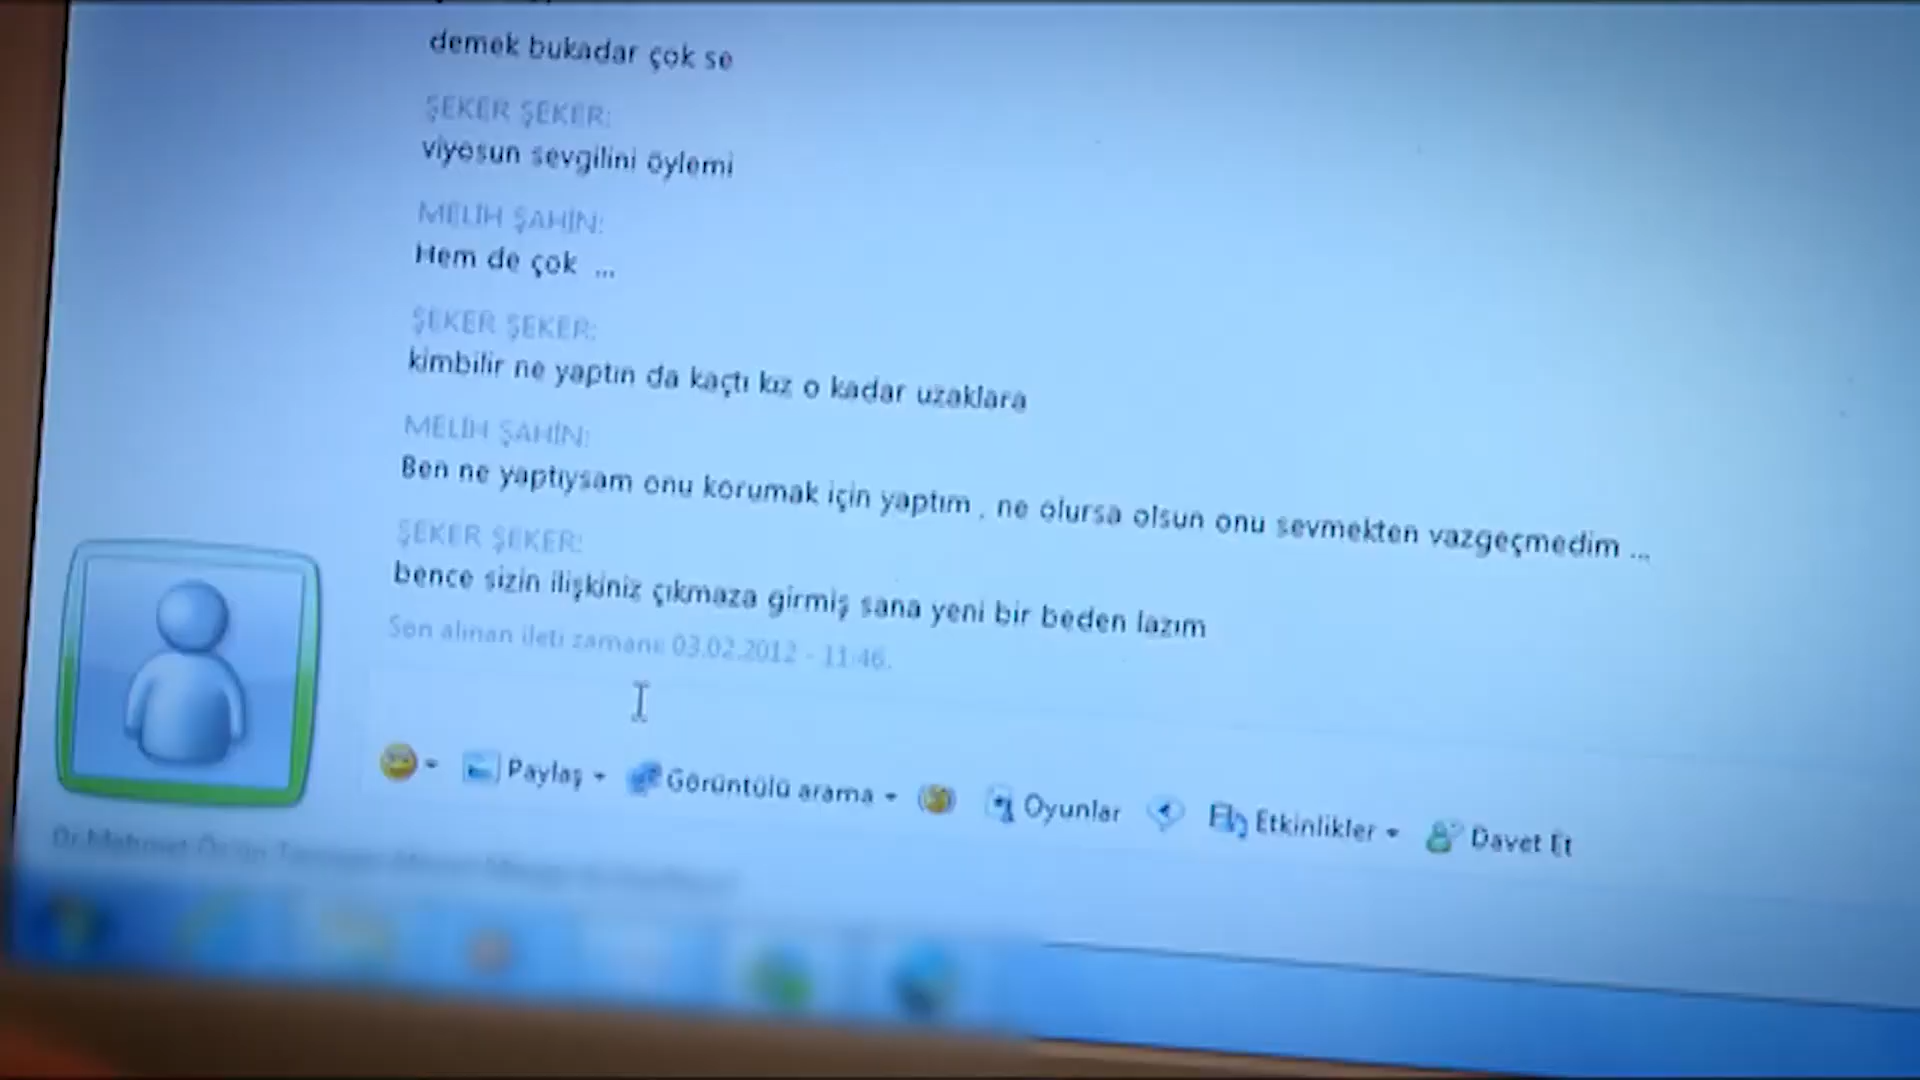 demek bukadar çok se
ŞEKER ŞEKER:
viyosun sevgilini öylemi
MELİH ŞAHİN:
Hem de çok ...
ŞEKER ŞEKER:
kimbilir ne yaptın da kaçtı kız o kadar uzaklara
MELİH ŞAHİN:
Ben ne yaptıysam onu korumak için yaptım , ne olursa olsun onu sevmekten vazgeçmedim ...
ŞEKER ŞEKER:
bence sizin ilişkiniz çıkmaza girmiş sana yeni bir beden lazım
Son alınan ileti zamanı: 03.02.2012 - 11:46.
Paylaş Görüntülü arama Oyunlar Etkinlikler Davet Et